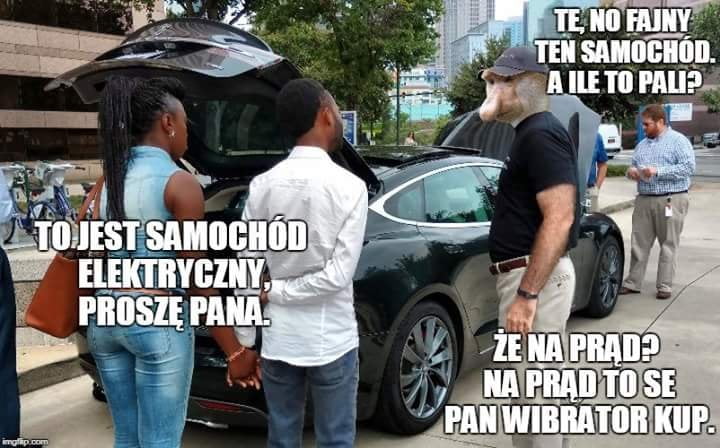 TE, NO FAJNY
TEN SAMOCHÓD.
A ILE TO PALI?
TO JEST SAMOCHÓD
ELEKTRYCZNY,
PROSZĘ PANA.
ŻE NA PRĄD?
NA PRĄD TO SE
PAN WIBRATOR KUP.
imgflip.com